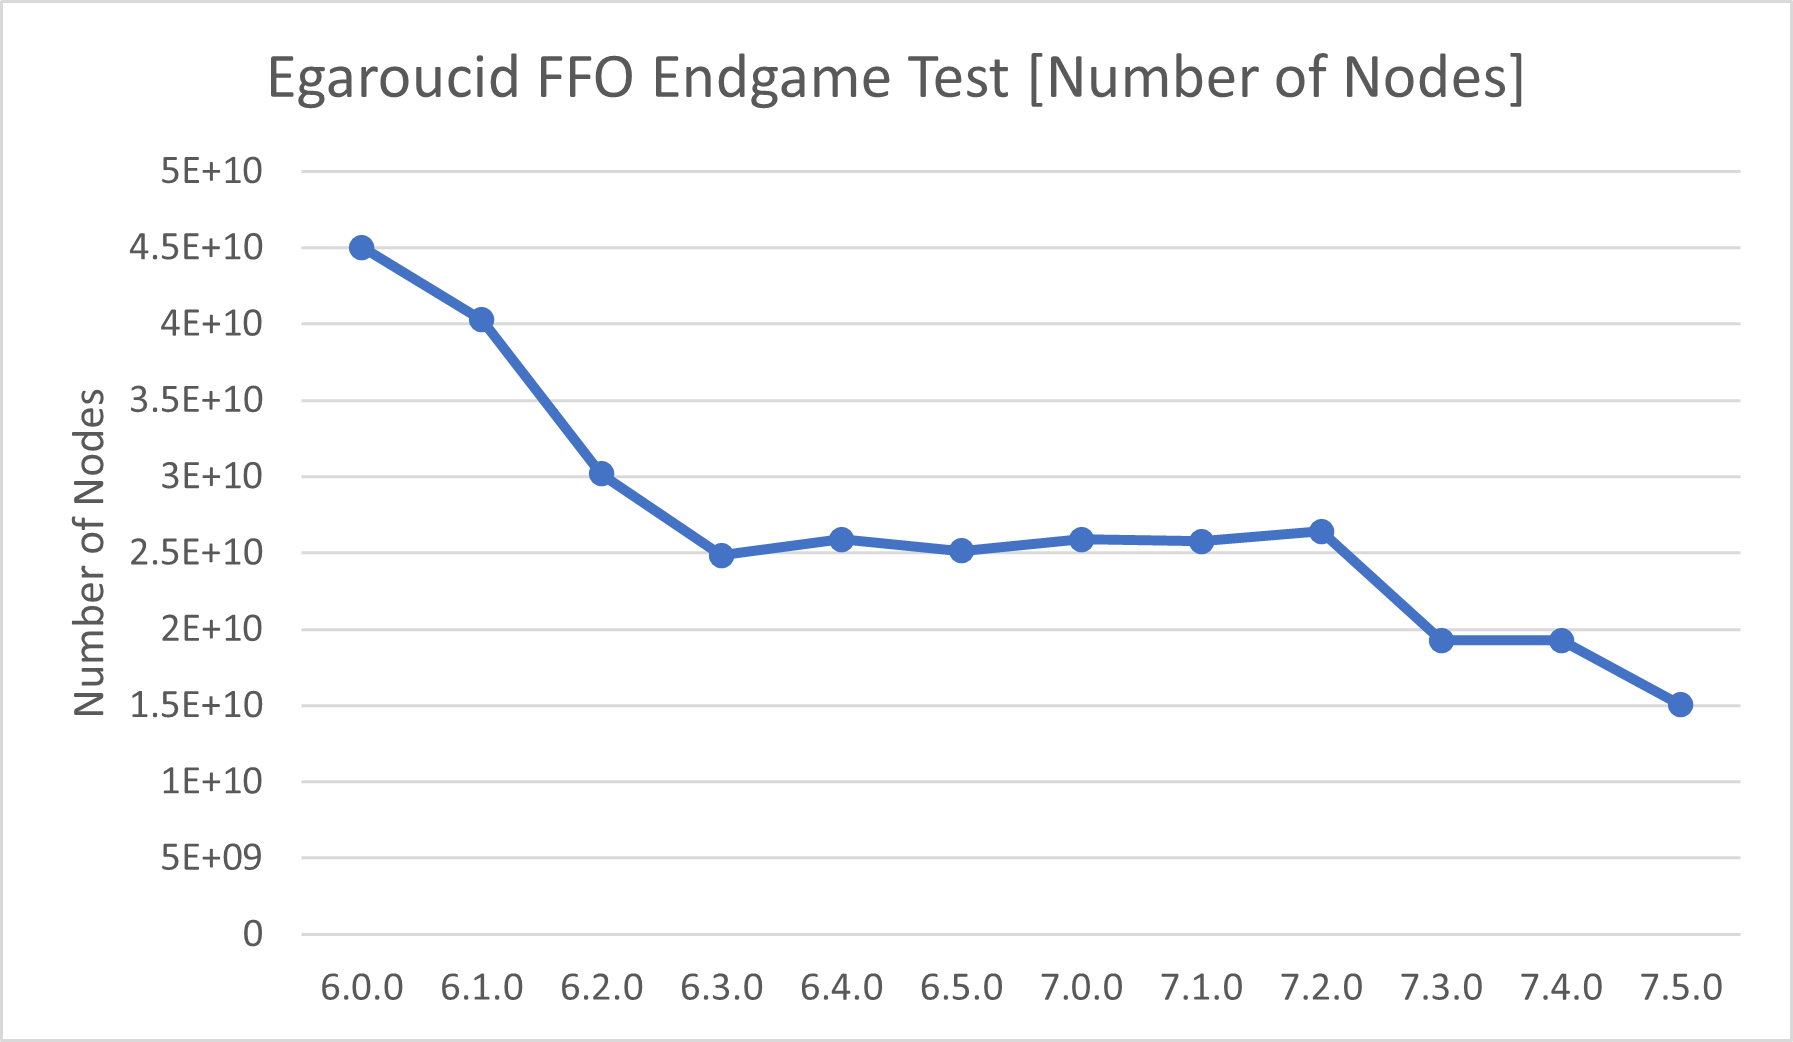 Egaroucid FFO Endgame Test [Number of Nodes]
Number of Nodes
5E+10
4.5E+10
4E+10
3.5E+10
3E+10
2.5E+10
2E+10
1.5E+10
1E+10
5E+09
0
6.0.0 6.1.0 6.2.0 6.3.0 6.4.0 6.5.0 7.0.0 7.1.0 7.2.0 7.3.0 7.4.0 7.5.0